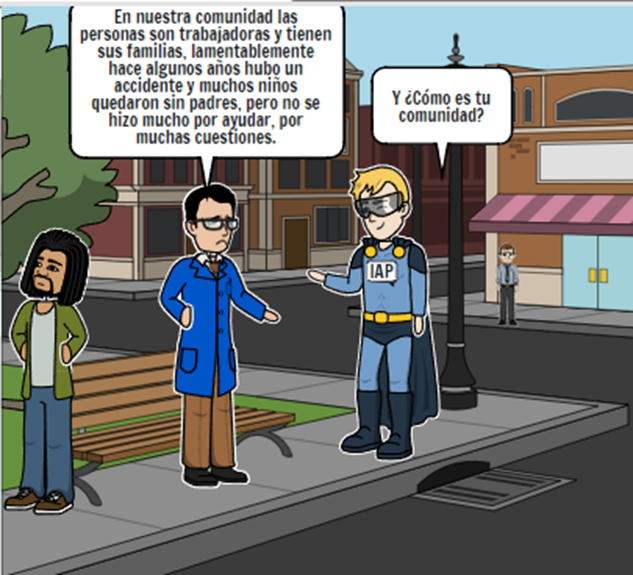 En nuestra comunidad las
personas son trabajadoras y tienen
sus familias, lamentablemente
hace algunos años hubo un
accidente y muchos niños
quedaron sin padres, pero no se
hizo mucho por ayudar, por
muchas cuestiones.
Y ¿Cómo es tu
comunidad?
IAP